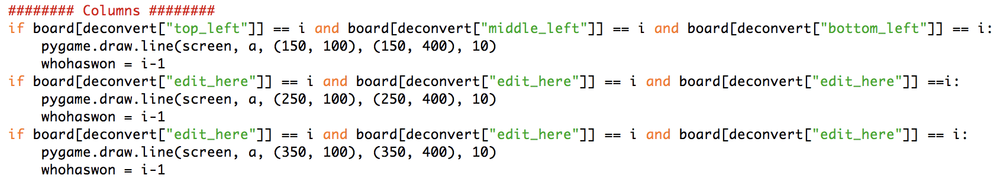 ######## Columns ########
if board[deconvert["top_left"]] == i and board[deconvert["middle_left"]] == i and board[deconvert["bottom_left"]] == i:
    pygame.draw.line(screen, a, (150, 100), (150, 400), 10)
    whohaswon = i-1
if board[deconvert["edit_here"]] == i and board[deconvert["edit_here"]] == i and board[deconvert["edit_here"]] ==i:
    pygame.draw.line(screen, a, (250, 100), (250, 400), 10)
    whohaswon = i-1
if board[deconvert["edit_here"]] == i and board[deconvert["edit_here"]] == i and board[deconvert["edit_here"]] == i:
    pygame.draw.line(screen, a, (350, 100), (350, 400), 10)
    whohaswon = i-1